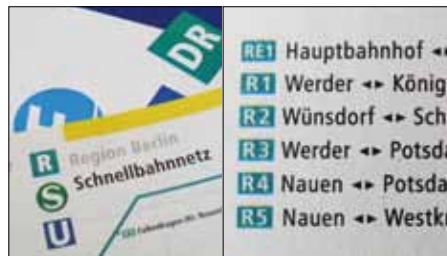 DR
R Region Berlin
S Schnellbahnnetz
U
RE1 Hauptbahnhof ◂▸
R1 Werder ◂▸ König
R2 Wünsdorf ◂▸ Sch
R3 Werder ◂▸ Potsda
R4 Nauen ◂▸ Potsda
R5 Nauen ◂▸ Westkr